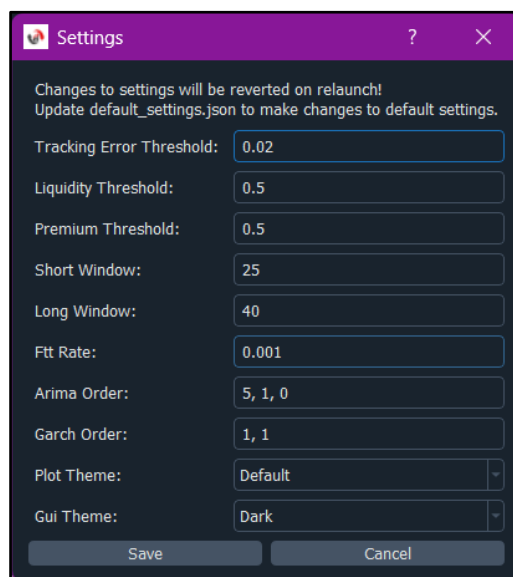 Settings ? ×
Changes to settings will be reverted on relaunch!
Update default_settings.json to make changes to default settings.
Tracking Error Threshold: 0.02
Liquidity Threshold: 0.5
Premium Threshold: 0.5
Short Window: 25
Long Window: 40
Ftt Rate: 0.001
Arima Order: 5, 1, 0
Garch Order: 1, 1
Plot Theme: Default
Gui Theme: Dark
Save Cancel